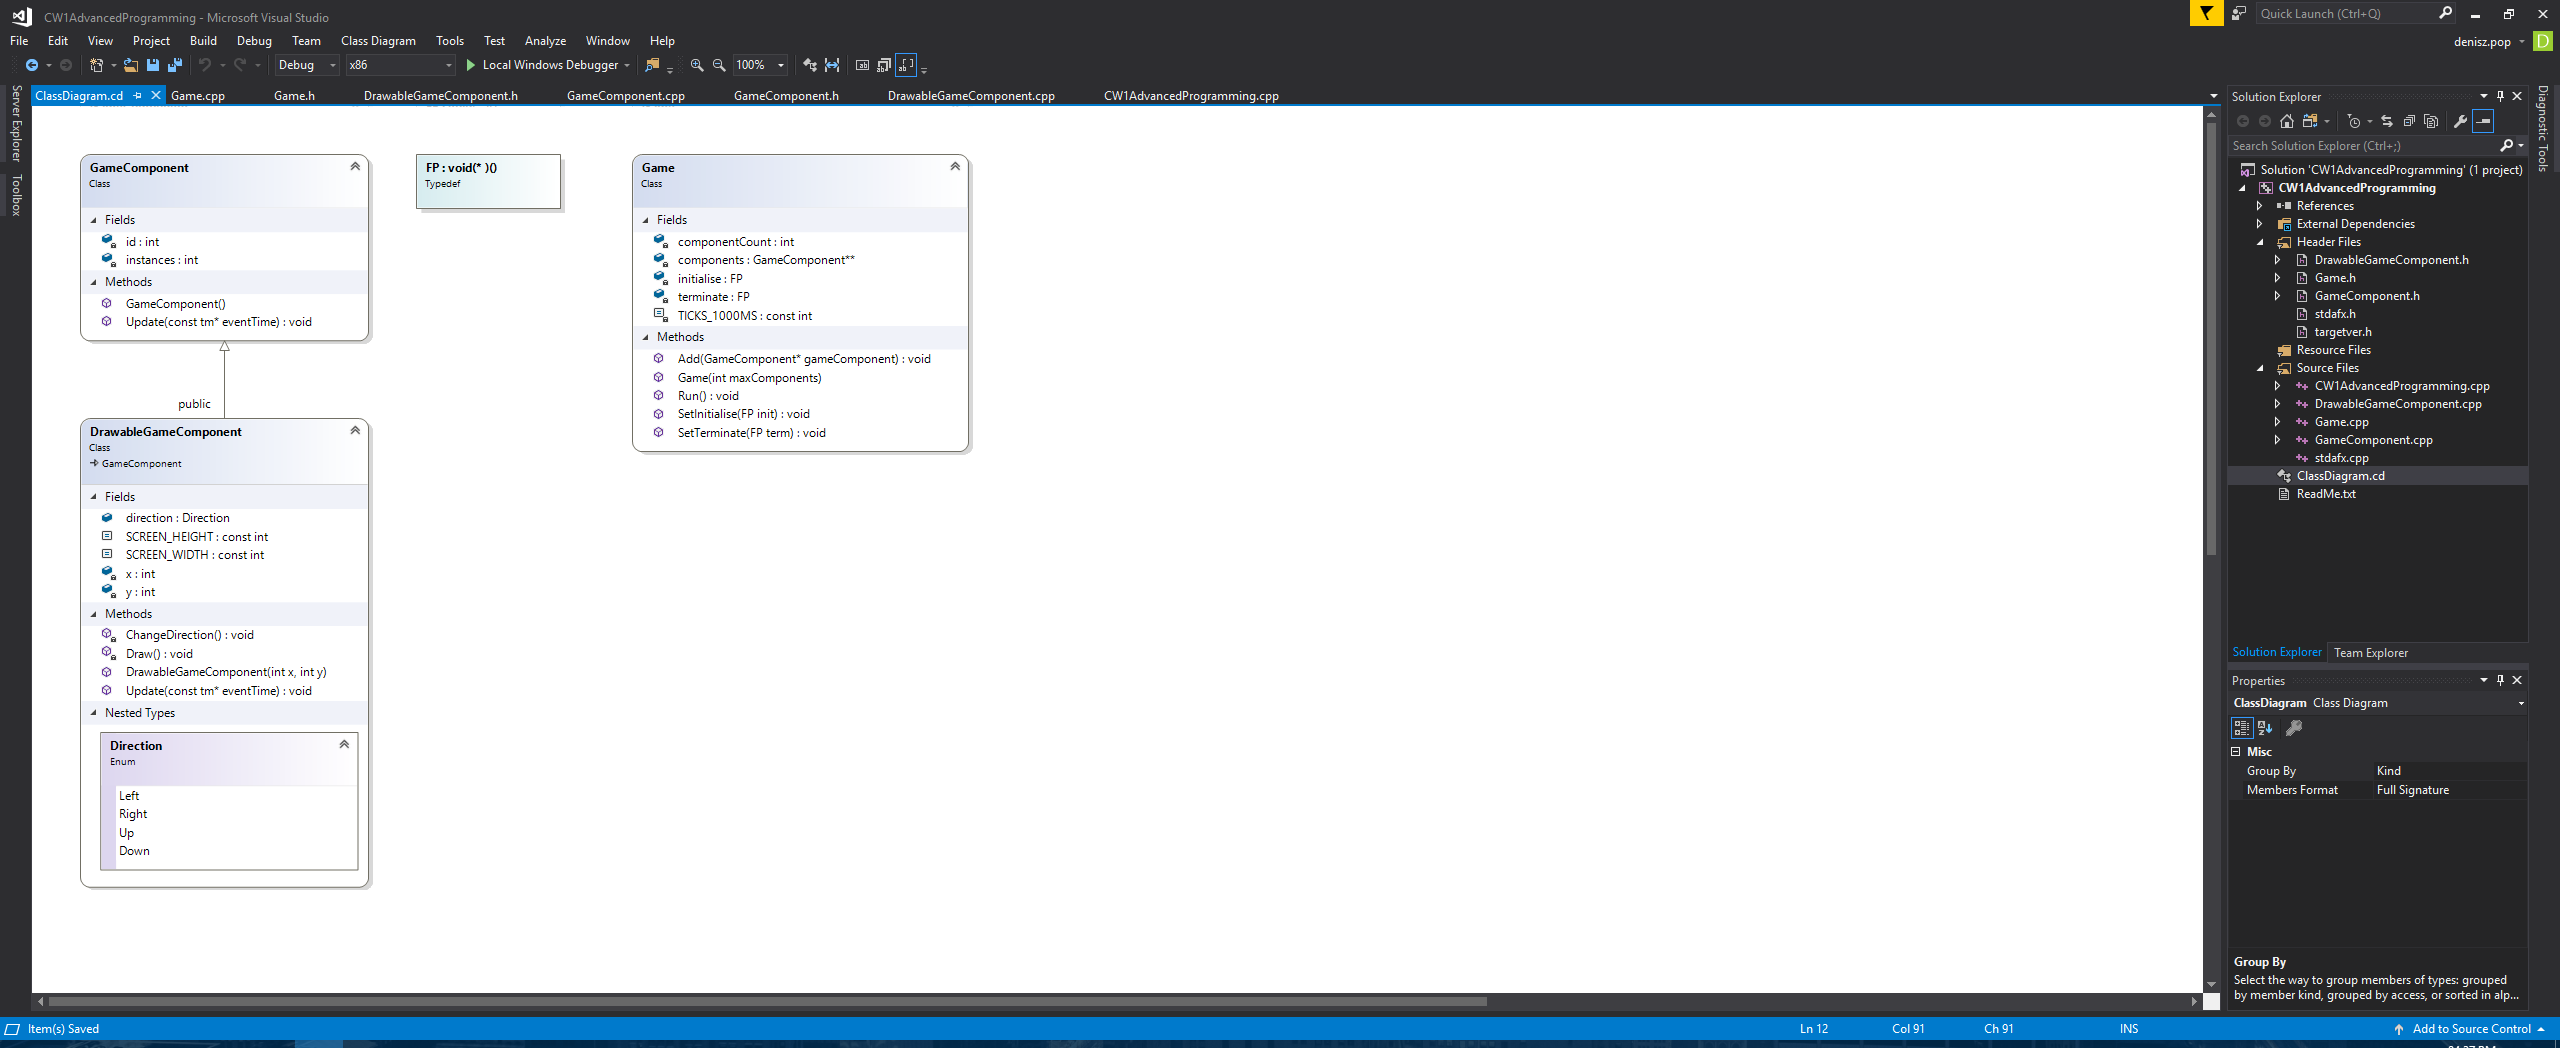 CW1AdvancedProgramming - Microsoft Visual Studio
Quick Launch (Ctrl+Q)
File Edit View Project Build Debug Team Class Diagram Tools Test Analyze Window Help
denisz.pop D
Debug x86 Local Windows Debugger 100%
Server Explorer
Toolbox
ClassDiagram.cd Game.cpp Game.h DrawableGameComponent.h GameComponent.cpp GameComponent.h DrawableGameComponent.cpp CW1AdvancedProgramming.cpp
GameComponent
Class
Fields
id : int
instances : int
Methods
GameComponent()
Update(const tm* eventTime) : void
public
DrawableGameComponent
Class
GameComponent
Fields
direction : Direction
SCREEN_HEIGHT : const int
SCREEN_WIDTH : const int
x : int
y : int
Methods
ChangeDirection() : void
Draw() : void
DrawableGameComponent(int x, int y)
Update(const tm* eventTime) : void
Nested Types
Direction
Enum
Left
Right
Up
Down
FP : void(* )()
Typedef
Game
Class
Fields
componentCount : int
components : GameComponent**
initialise : FP
terminate : FP
TICKS_1000MS : const int
Methods
Add(GameComponent* gameComponent) : void
Game(int maxComponents)
Run() : void
SetInitialise(FP init) : void
SetTerminate(FP term) : void
Solution Explorer
Search Solution Explorer (Ctrl+;)
Solution 'CW1AdvancedProgramming' (1 project)
CW1AdvancedProgramming
References
External Dependencies
Header Files
DrawableGameComponent.h
Game.h
GameComponent.h
stdafx.h
targetver.h
Resource Files
Source Files
CW1AdvancedProgramming.cpp
DrawableGameComponent.cpp
Game.cpp
GameComponent.cpp
stdafx.cpp
ClassDiagram.cd
ReadMe.txt
Solution Explorer Team Explorer
Properties
ClassDiagram Class Diagram
Misc
Group By Kind
Members Format Full Signature
Group By
Select the way to group members of types: grouped
by member kind, grouped by access, or sorted in alp...
Diagnostic Tools
Item(s) Saved Ln 12 Col 91 Ch 91 INS Add to Source Control